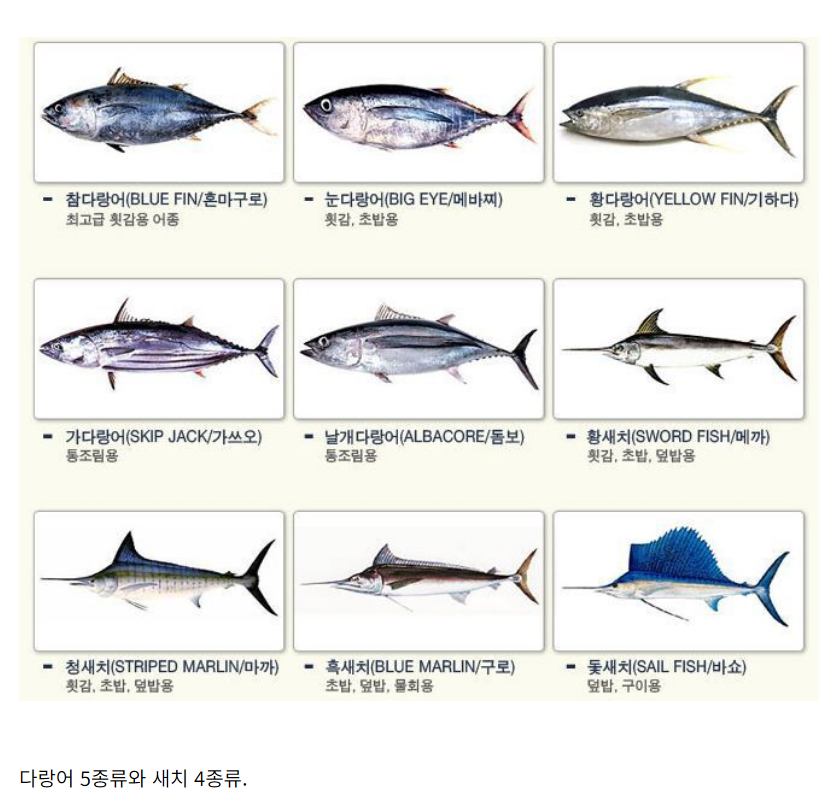 - 참다랑어(BLUE FIN/혼마구로)
최고급 횟감용 어종
- 눈다랑어(BIG EYE/메바찌)
횟감, 초밥용
- 황다랑어(YELLOW FIN/기하다)
횟감, 초밥용
- 가다랑어(SKIP JACK/가쓰오)
통조림용
- 날개다랑어(ALBACORE/돔보)
통조림용
- 황새치(SWORD FISH/메까)
횟감, 초밥, 덮밥용
- 청새치(STRIPED MARLIN/마까)
횟감, 초밥, 덮밥용
- 흑새치(BLUE MARLIN/구로)
초밥, 덮밥, 물회용
- 돛새치(SAIL FISH/바쇼)
덮밥, 구이용
다랑어 5종류와 새치 4종류.